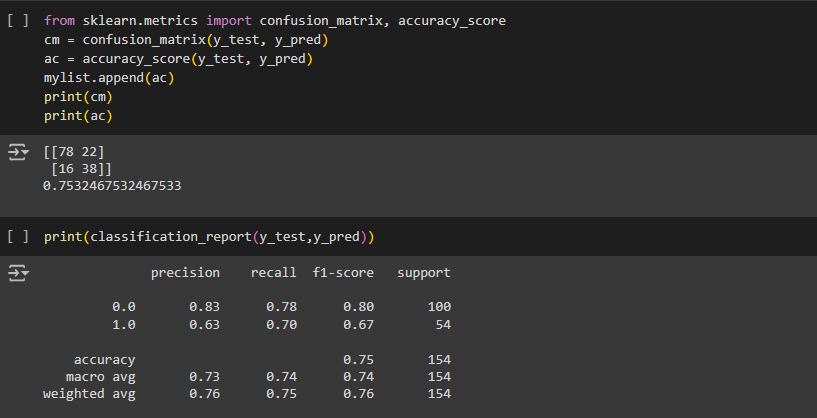 [ ] from sklearn.metrics import confusion_matrix, accuracy_score
cm = confusion_matrix(y_test, y_pred)
ac = accuracy_score(y_test, y_pred)
mylist.append(ac)
print(cm)
print(ac)
[[78 22]
 [16 38]]
0.7532467532467533
[ ] print(classification_report(y_test,y_pred))
precision recall f1-score support
0.0 0.83 0.78 0.80 100
1.0 0.63 0.70 0.67 54
accuracy 0.75 154
macro avg 0.73 0.74 0.74 154
weighted avg 0.76 0.75 0.76 154